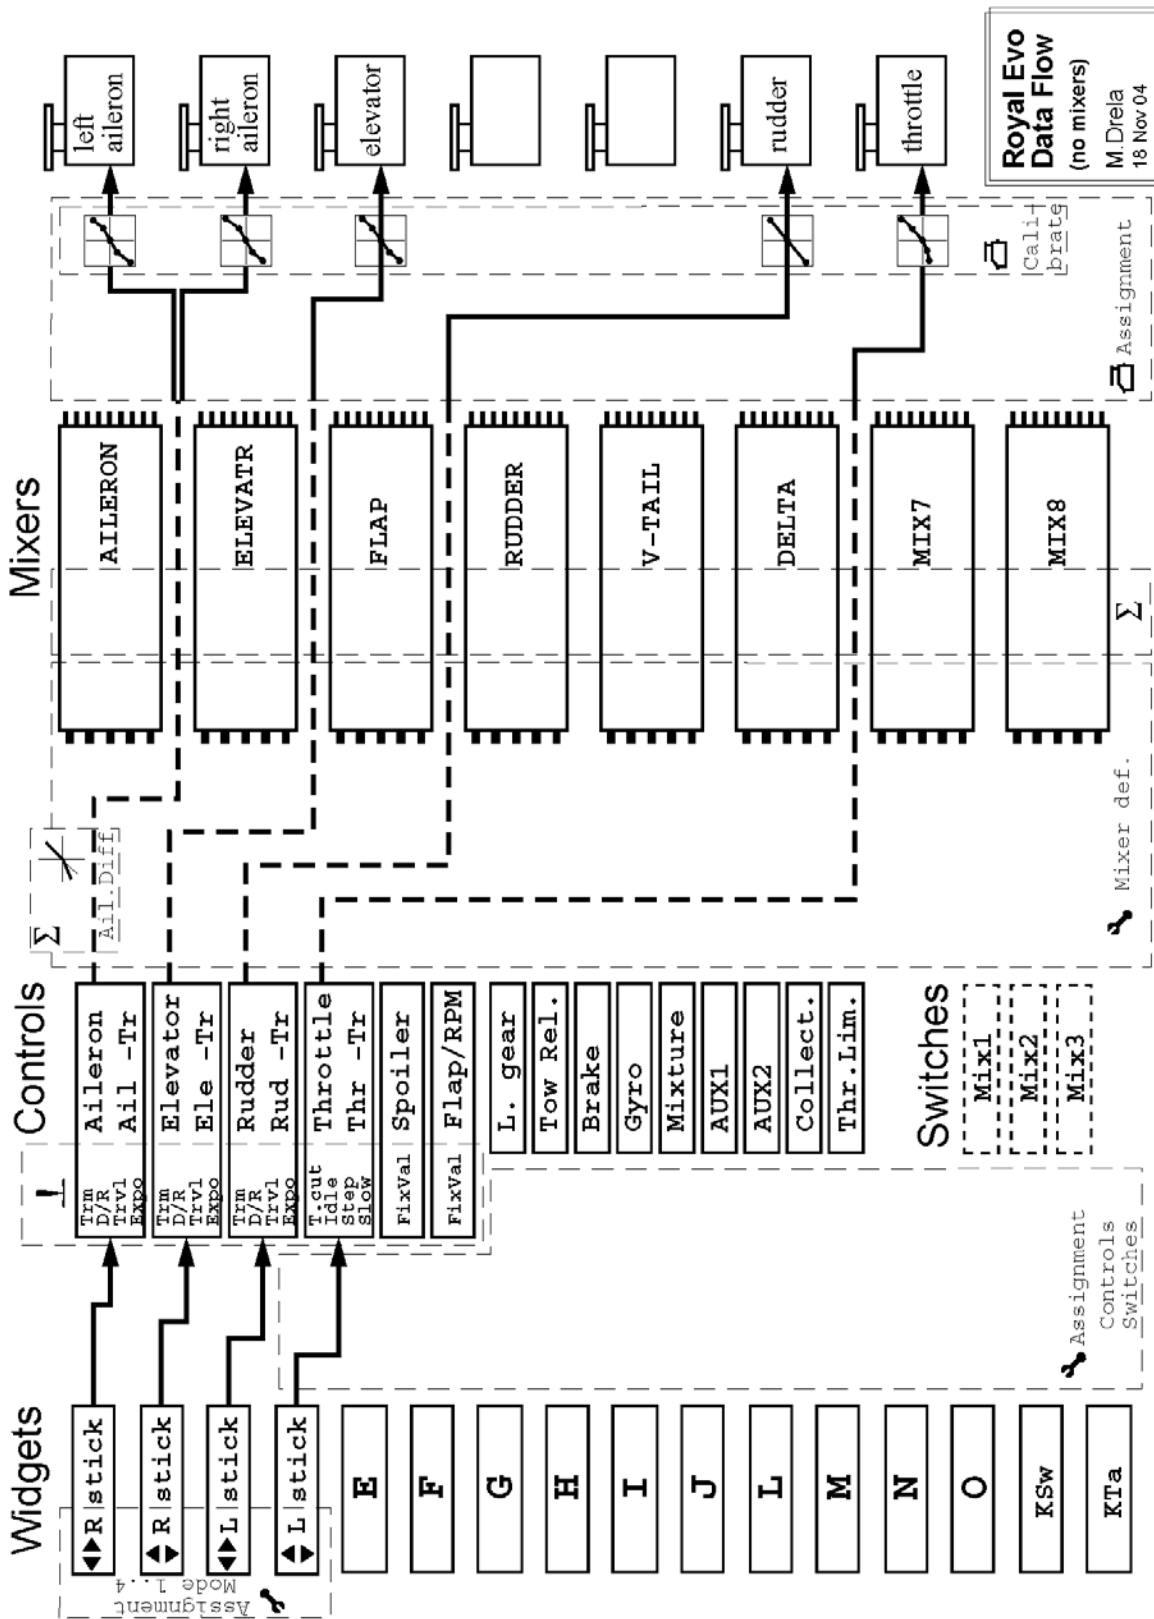 Widgets
Controls
Mixers
R stick
R stick
L stick
L stick
E
F
G
H
I
J
L
M
N
O
KSw
KTa
Assignment
Mode 1..4
Assignment
Controls
Switches
Trm
D/R
Trvl
Expo
Aileron
Ail -Tr
Trm
D/R
Trvl
Expo
Elevator
Ele -Tr
Trm
D/R
Trvl
Expo
Rudder
Rud -Tr
T.cut
Idle
Step
Slow
Throttle
Thr -Tr
FixVal Spoiler
FixVal Flap/RPM
L. gear
Tow Rel.
Brake
Gyro
Mixture
AUX1
AUX2
Collect.
Thr.Lim.
Switches
Mix1
Mix2
Mix3
Σ
Ail.Diff
Mixer def.
AILERON
ELEVATR
FLAP
RUDDER
V-TAIL
DELTA
MIX7
MIX8
Σ
Assignment
Cali-
brate
left
aileron
right
aileron
elevator
rudder
throttle
Royal Evo
Data Flow
(no mixers)
M.Drela
18 Nov 04